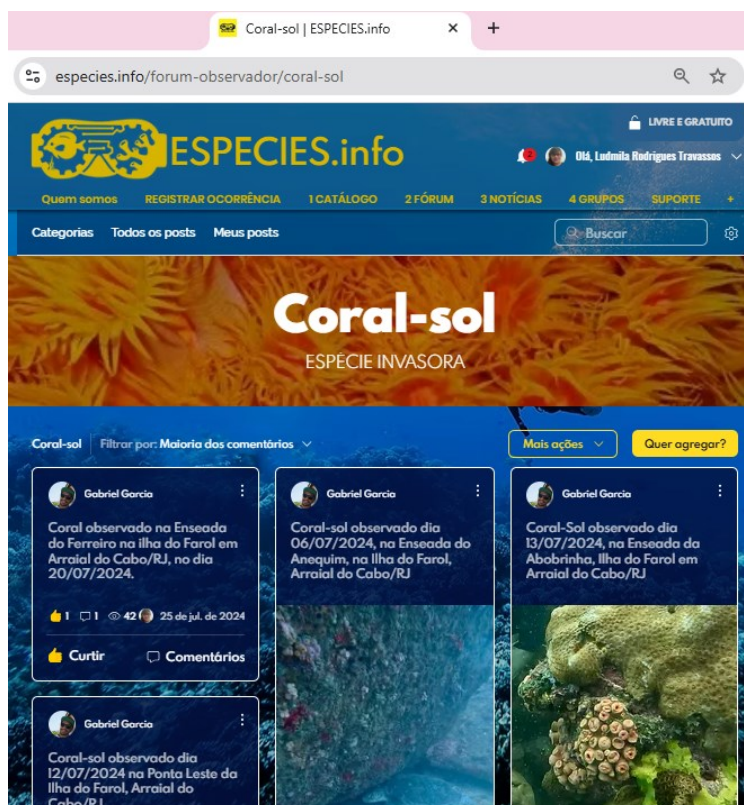 Coral-sol | ESPECIES.info
especies.info/forum-observador/coral-sol
LIVRE E GRATUITO
ESPECIES.info
2
Olá, Ludmila Rodrigues Travassos
Quem somos REGISTRAR OCORRÊNCIA 1 CATÁLOGO 2 FÓRUM 3 NOTÍCIAS 4 GRUPOS SUPORTE +
Categorias Todos os posts Meus posts Buscar
Coral-sol
ESPÉCIE INVASORA
Coral-sol Filtrar por: Maioria dos comentários Mais ações Quer agregar?
Gabriel Garcia
Coral observado na Enseada
do Ferreiro na ilha do Farol em
Arraial do Cabo/RJ, no dia
20/07/2024.
1 1 42 25 de jul. de 2024
Curtir Comentários
Gabriel Garcia
Coral-sol observado dia
06/07/2024, na Enseada do
Anequim, na Ilha do Farol,
Arraial do Cabo/RJ
Gabriel Garcia
Coral-Sol observado dia
13/07/2024, na Enseada da
Abobrinha, Ilha do Farol em
Arraial do Cabo/RJ
Gabriel Garcia
Coral-sol observado dia
12/07/2024 na Ponta Leste da
Ilha do Farol, Arraial do
Cabo/RJ